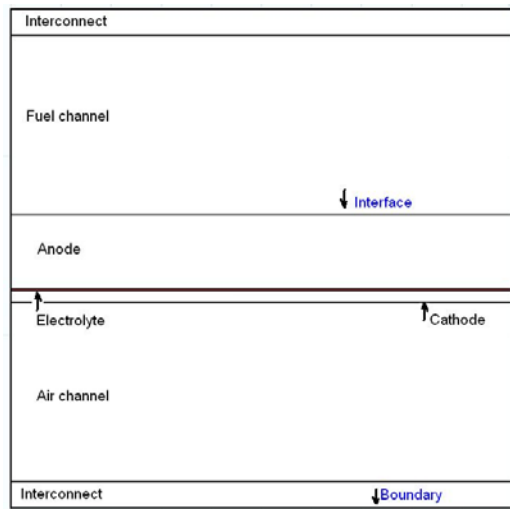 Interconnect
Fuel channel
Interface
Anode
Electrolyte
Cathode
Air channel
Interconnect
Boundary